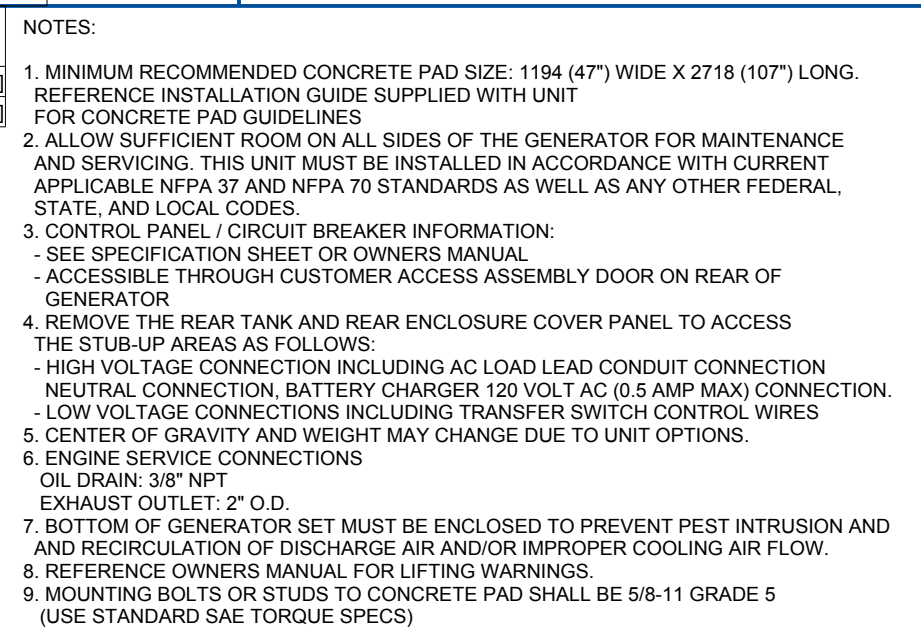 NOTES:
1. MINIMUM RECOMMENDED CONCRETE PAD SIZE: 1194 (47") WIDE X 2718 (107") LONG.
REFERENCE INSTALLATION GUIDE SUPPLIED WITH UNIT
FOR CONCRETE PAD GUIDELINES
2. ALLOW SUFFICIENT ROOM ON ALL SIDES OF THE GENERATOR FOR MAINTENANCE
AND SERVICING. THIS UNIT MUST BE INSTALLED IN ACCORDANCE WITH CURRENT
APPLICABLE NFPA 37 AND NFPA 70 STANDARDS AS WELL AS ANY OTHER FEDERAL,
STATE, AND LOCAL CODES.
3. CONTROL PANEL / CIRCUIT BREAKER INFORMATION:
- SEE SPECIFICATION SHEET OR OWNERS MANUAL
- ACCESSIBLE THROUGH CUSTOMER ACCESS ASSEMBLY DOOR ON REAR OF
GENERATOR
4. REMOVE THE REAR TANK AND REAR ENCLOSURE COVER PANEL TO ACCESS
THE STUB-UP AREAS AS FOLLOWS:
- HIGH VOLTAGE CONNECTION INCLUDING AC LOAD LEAD CONDUIT CONNECTION
NEUTRAL CONNECTION, BATTERY CHARGER 120 VOLT AC (0.5 AMP MAX) CONNECTION.
- LOW VOLTAGE CONNECTIONS INCLUDING TRANSFER SWITCH CONTROL WIRES
5. CENTER OF GRAVITY AND WEIGHT MAY CHANGE DUE TO UNIT OPTIONS.
6. ENGINE SERVICE CONNECTIONS
OIL DRAIN: 3/8" NPT
EXHAUST OUTLET: 2" O.D.
7. BOTTOM OF GENERATOR SET MUST BE ENCLOSED TO PREVENT PEST INTRUSION AND
AND RECIRCULATION OF DISCHARGE AIR AND/OR IMPROPER COOLING AIR FLOW.
8. REFERENCE OWNERS MANUAL FOR LIFTING WARNINGS.
9. MOUNTING BOLTS OR STUDS TO CONCRETE PAD SHALL BE 5/8-11 GRADE 5
(USE STANDARD SAE TORQUE SPECS)